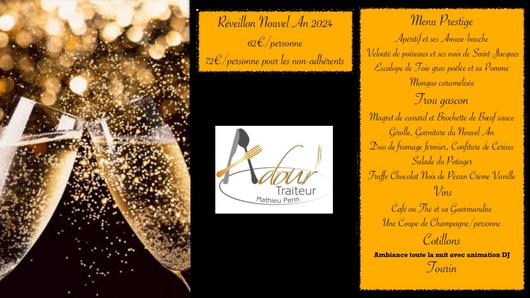 Réveillon Nouvel An 2024
62€/personne
72€/personne pour les non-adhérents
Adour
Traiteur
Mathieu Perin
Menu Prestige
Apéritif et ses Amuse-bouche
Velouté de poireaux et ses noix de Saint-Jacques
Escalope de Foie gras poêlée et sa Pomme
Mangue caramélisée
Trou gascon
Magret de canard et Brochette de Bœuf sauce
Girolle, Garniture du Nouvel An
Duo de fromage fermier, Confiture de Cerises
Salade du Potager
Truffe Chocolat Noix de Pécan Crème Vanille
Vins
Café ou Thé et sa Gourmandise
Une Coupe de Champagne/personne
Cotillons
Ambiance toute la nuit avec animation DJ
Tourin